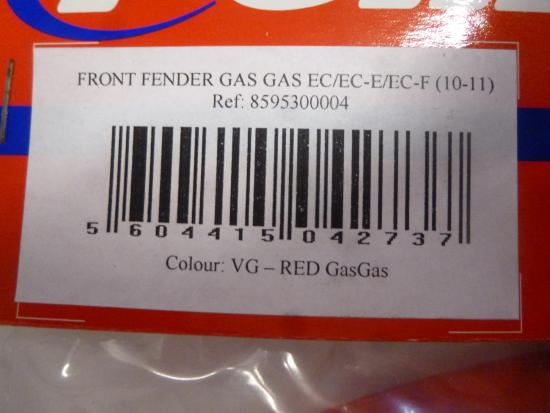 FRONT FENDER GAS GAS EC/EC-E/EC-F (10-11)
Ref: 8595300004
5 604415 042737
Colour: VG – RED GasGas